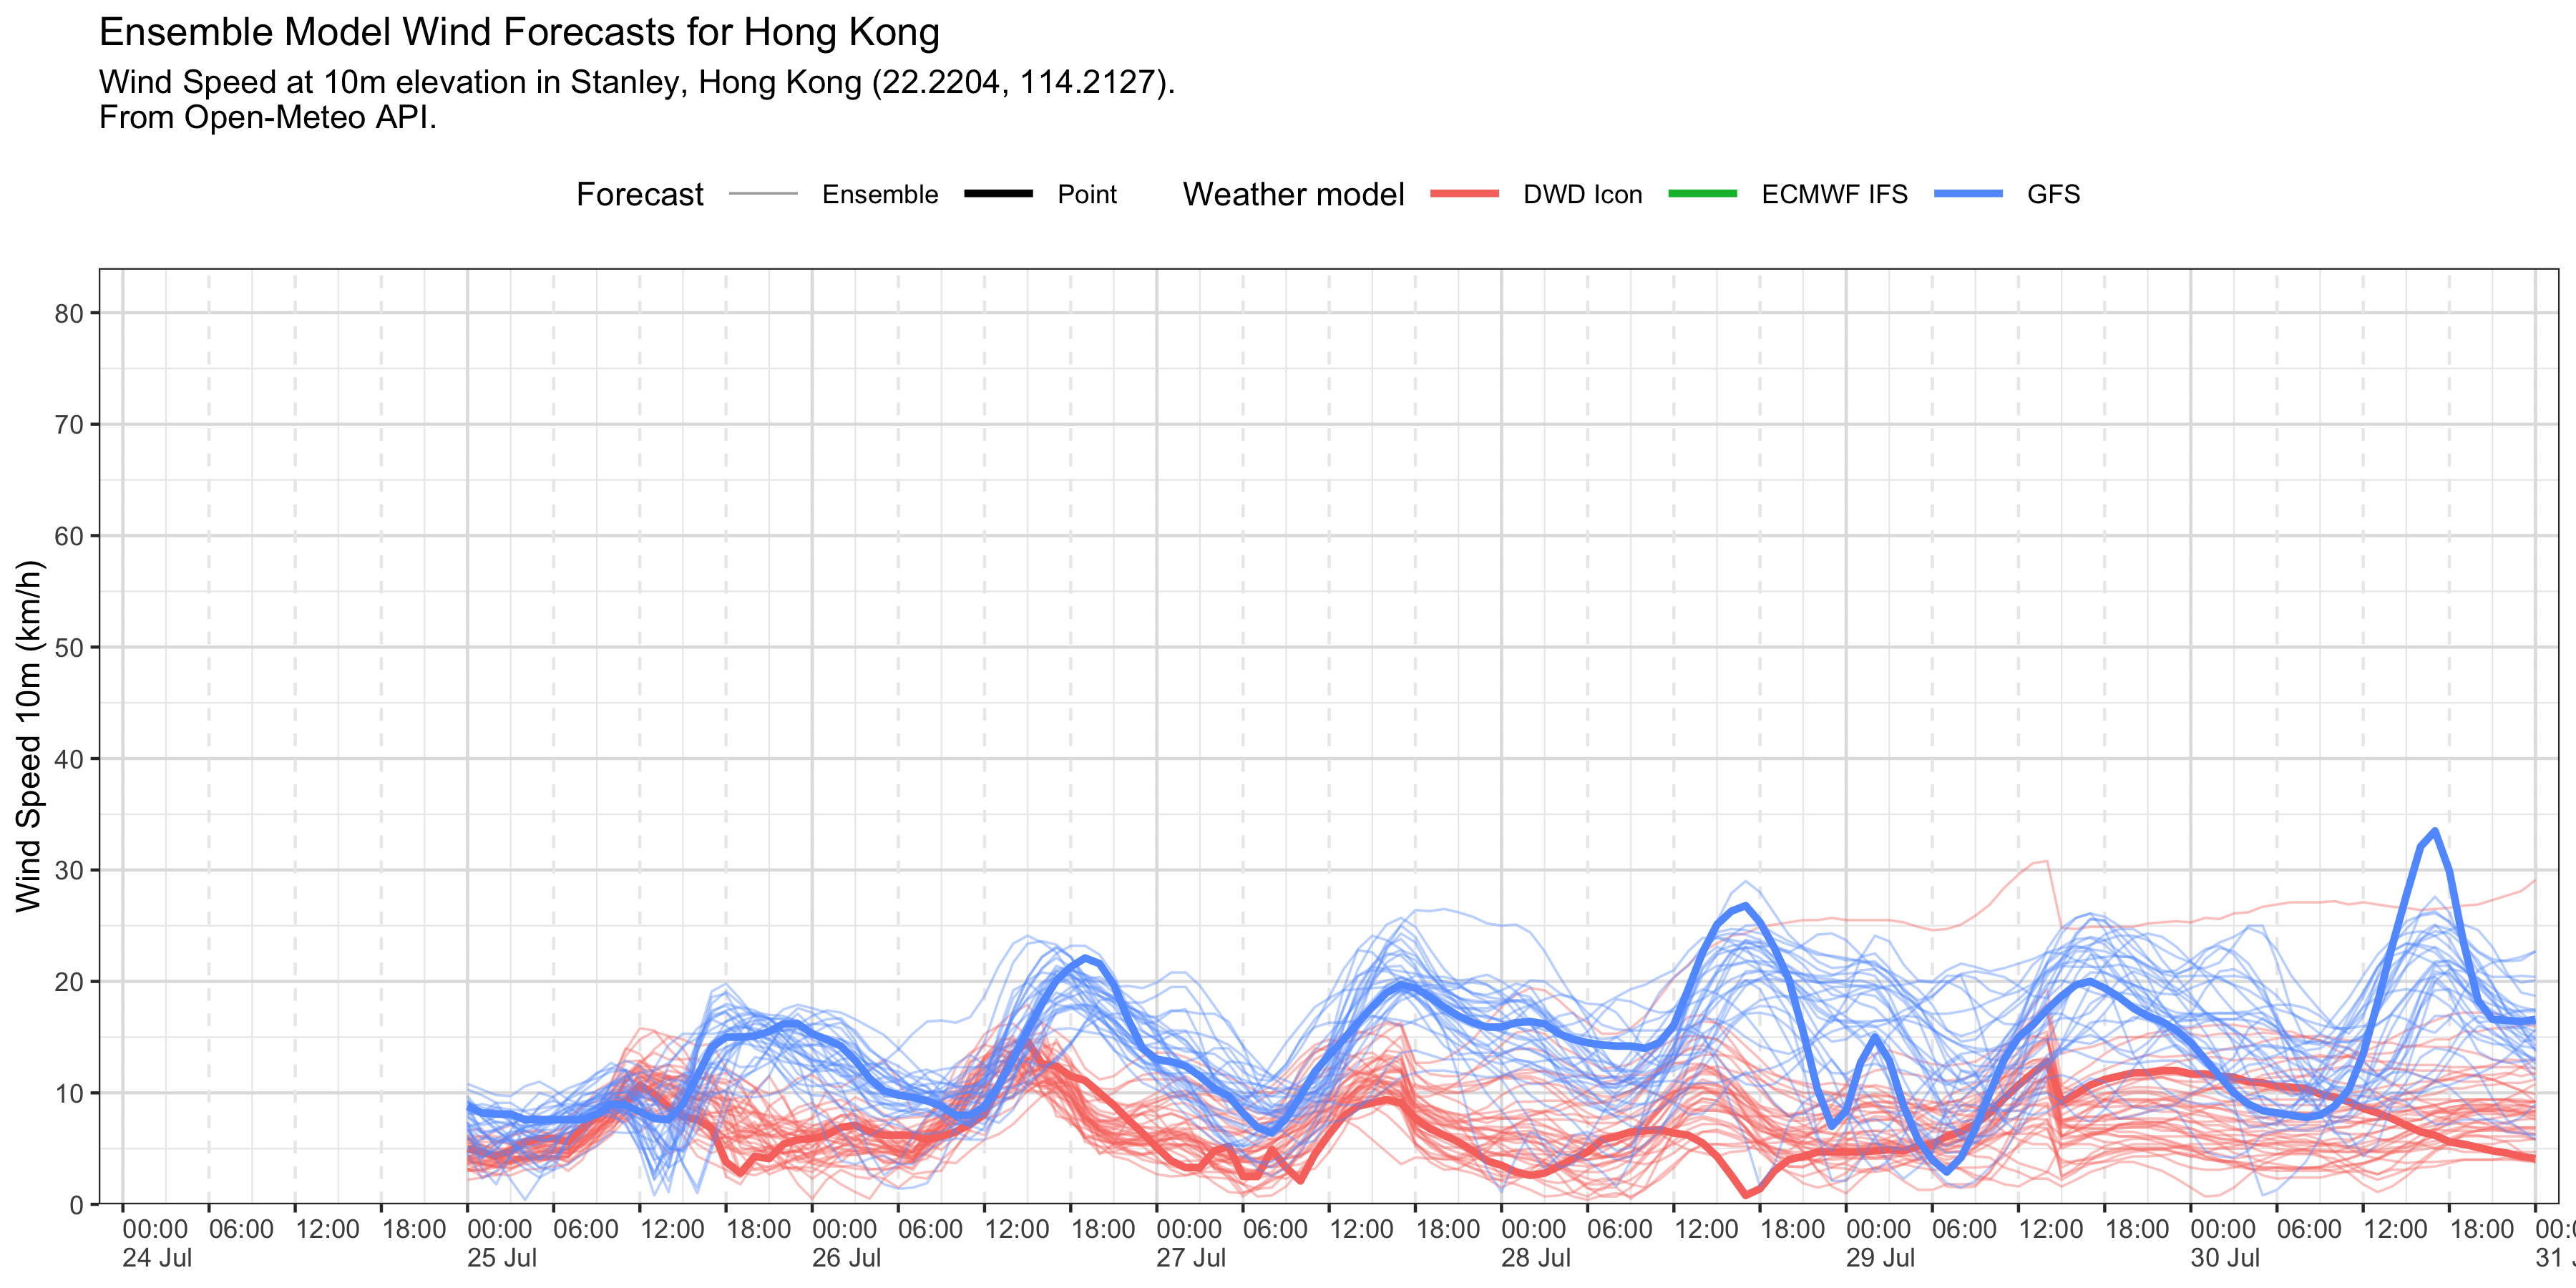 Ensemble Model Wind Forecasts for Hong Kong
Wind Speed at 10m elevation in Stanley, Hong Kong (22.2204, 114.2127).
From Open-Meteo API.
Forecast Ensemble Point Weather model DWD Icon ECMWF IFS GFS
Wind Speed 10m (km/h)
80
70
60
50
40
30
20
10
0
00:00 06:00 12:00 18:00 00:00 06:00 12:00 18:00 00:00 06:00 12:00 18:00 00:00 06:00 12:00 18:00 00:00 06:00 12:00 18:00 00:00 06:00 12:00 18:00 00:00 06:00 12:00 18:00 00:0
24 Jul 25 Jul 26 Jul 27 Jul 28 Jul 29 Jul 30 Jul 31 J